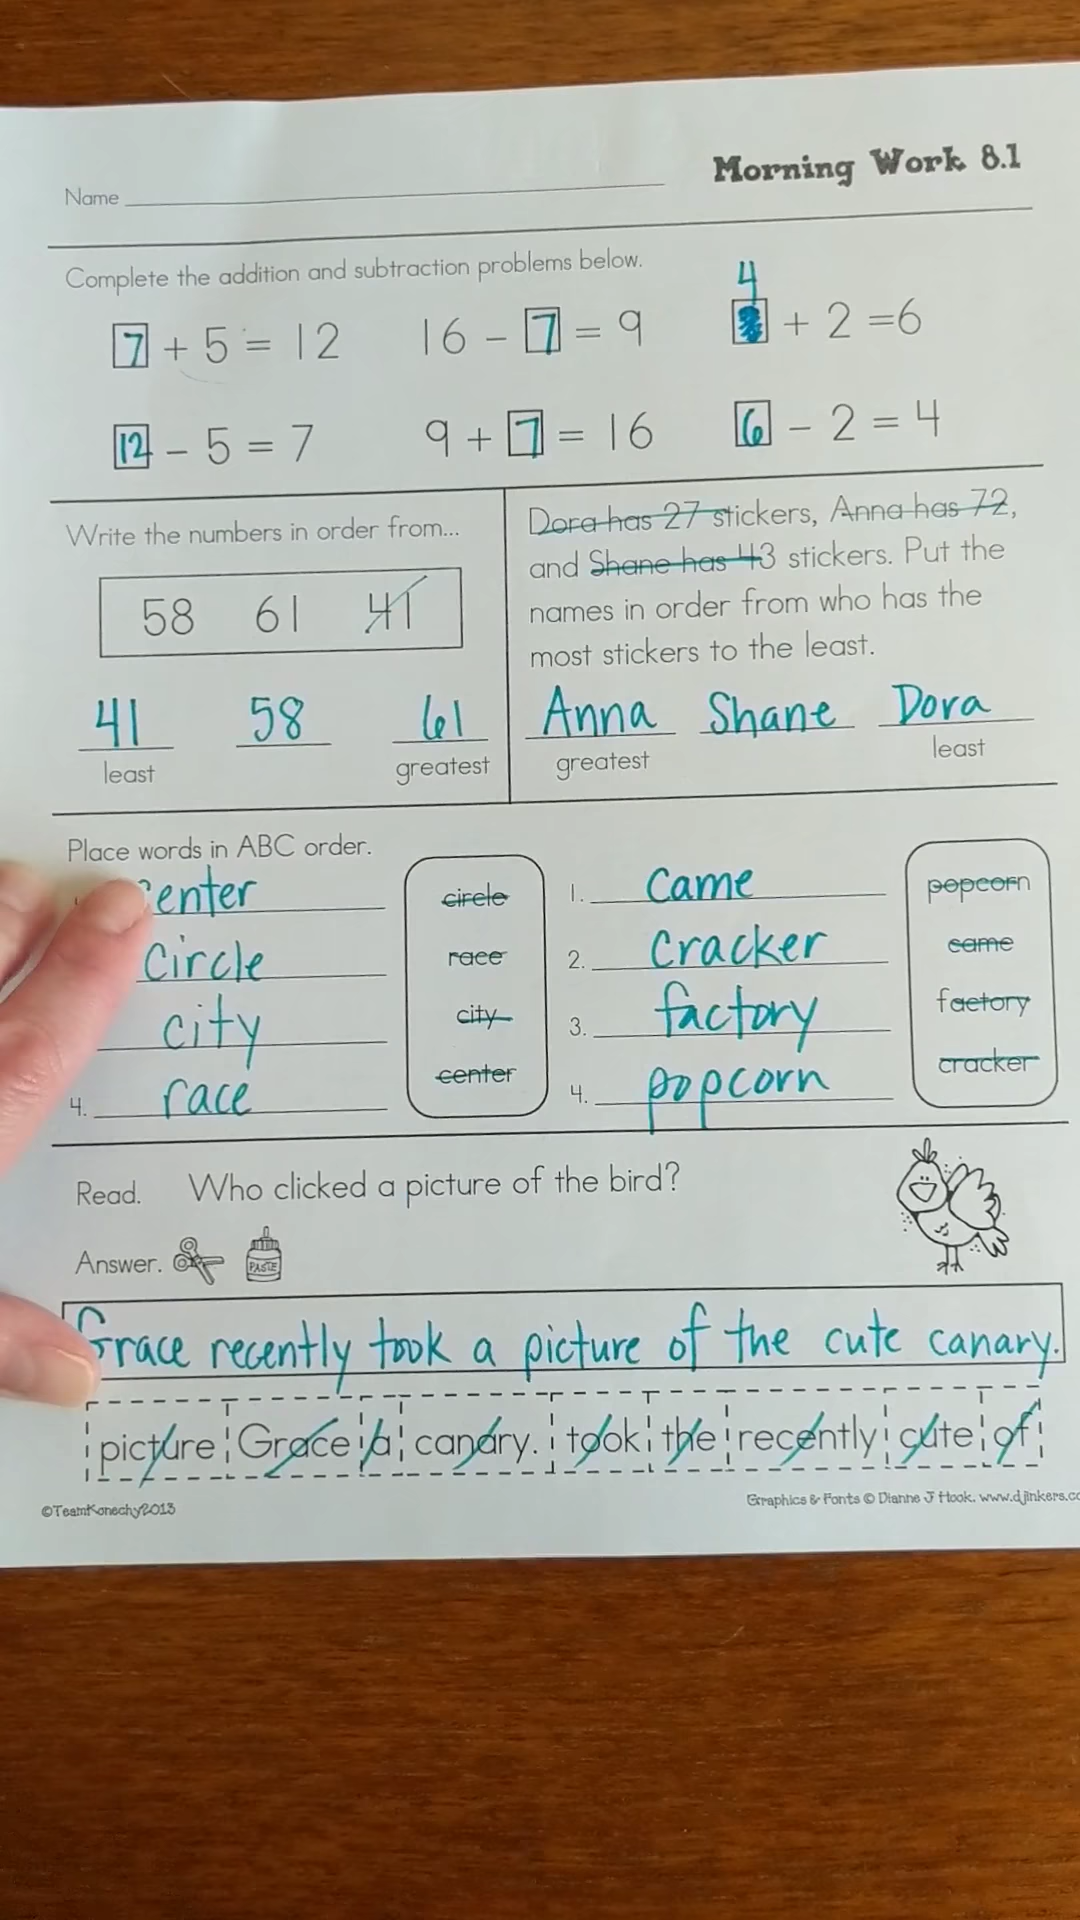 Morning Work 8.1
Name
Complete the addition and subtraction problems below.
4
7 + 5 = 12 16 - 7 = 9 + 2 = 6
12 - 5 = 7 9 + 7 = 16 6 - 2 = 4
Write the numbers in order from...
58 61 41
41 58 61
least greatest
Dora has 27 stickers, Anna has 72,
and Shane has 43 stickers. Put the
names in order from who has the
most stickers to the least.
Anna Shane Dora
greatest least
Place words in ABC order.
center
circle
city
4. race
circle
race
city
center
1. came
2. cracker
3. factory
4. popcorn
popcorn
came
factory
cracker
Read. Who clicked a picture of the bird?
Answer. PASTE
Grace recently took a picture of the cute canary.
picture Grace a canary. took the recently cute of
©TeamKonechy2013
Graphics & Fonts © Dianne J Hook. www.djinkers.co